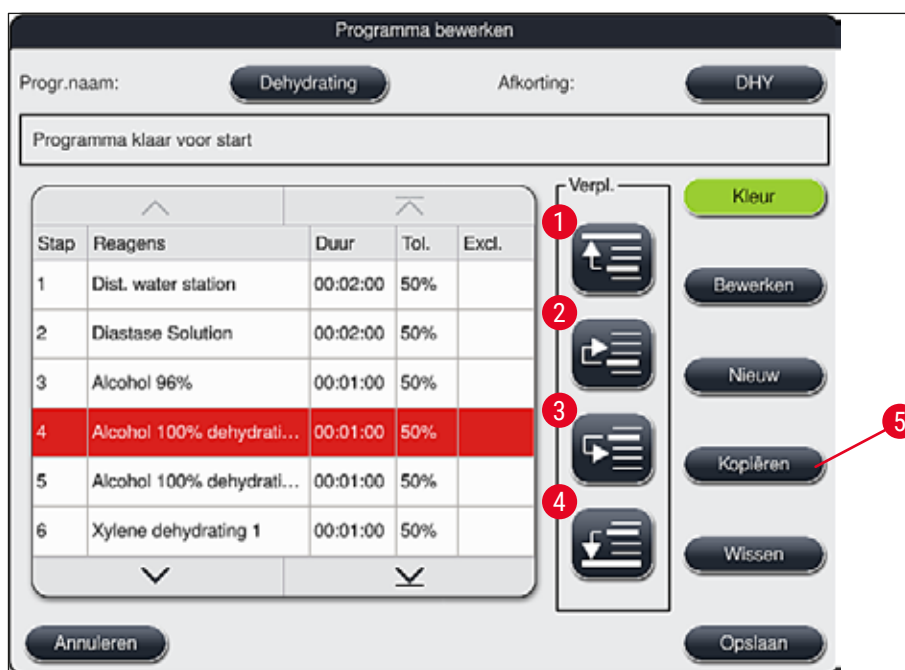 Programma bewerken
Progr.naam: Dehydrating Afkorting: DHY
Programma klaar voor start
Verpl.
Kleur
1
Stap Reagens Duur Tol. Excl.
1 Dist. water station 00:02:00 50%
Bewerken
2
2 Diastase Solution 00:02:00 50%
3 Alcohol 96% 00:01:00 50%
Nieuw
3
4 Alcohol 100% dehydrati... 00:01:00 50%
5
Kopiëren
5 Alcohol 100% dehydrati... 00:01:00 50%
4
6 Xylene dehydrating 1 00:01:00 50%
Wissen
Annuleren Opslaan